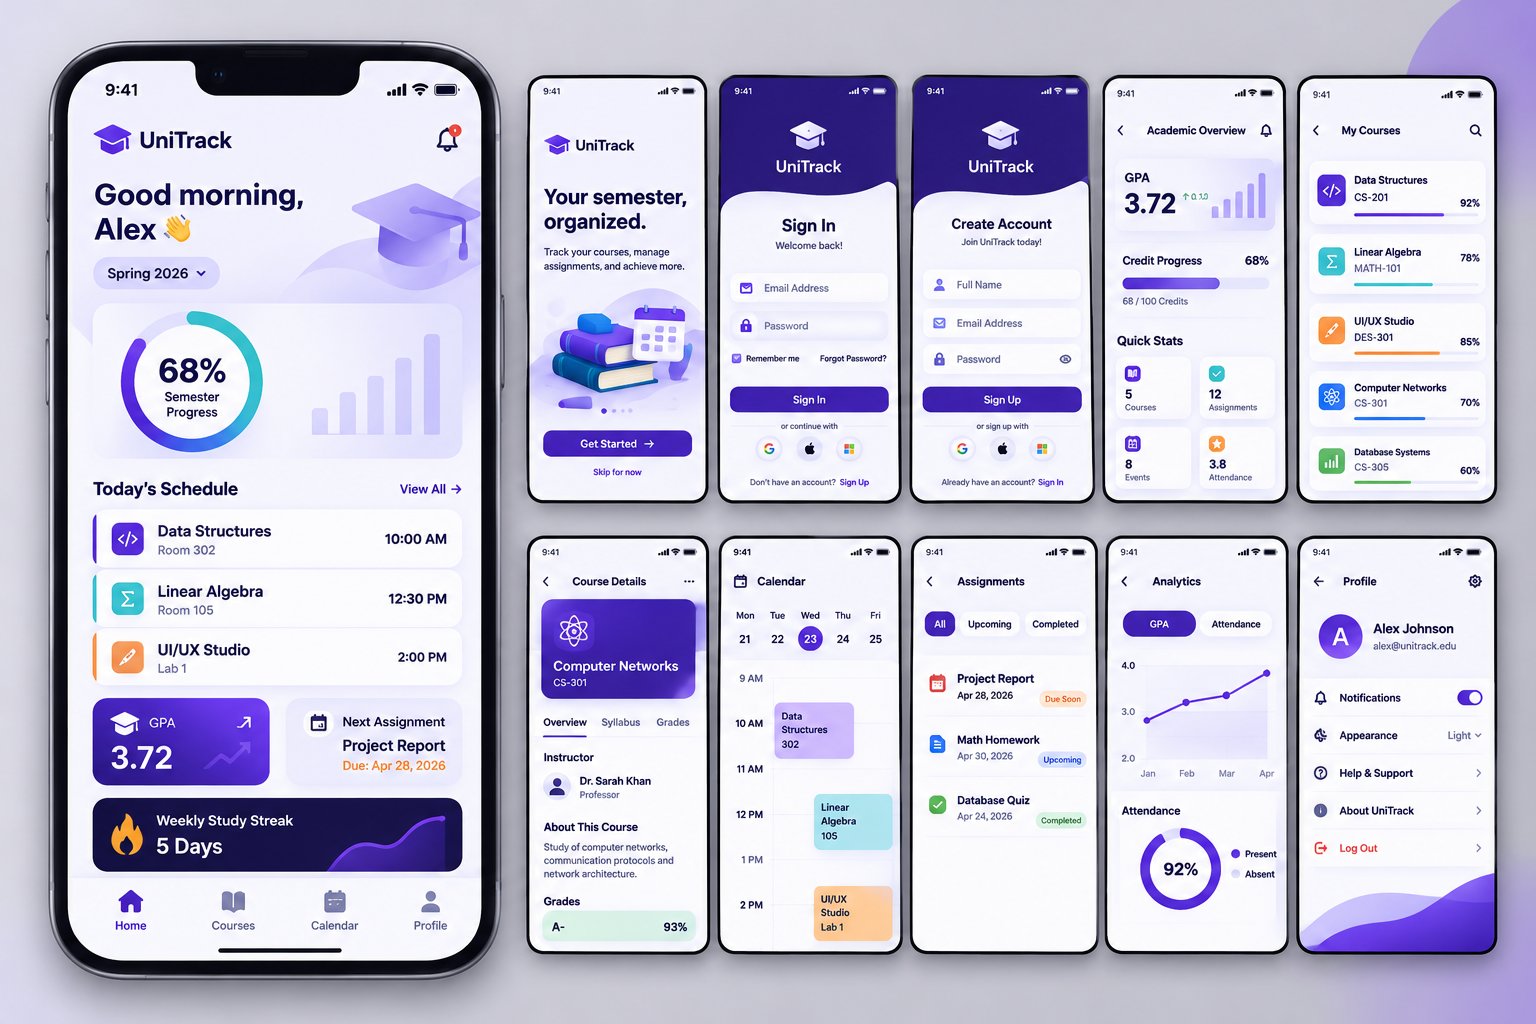 9:41
UniTrack
Good morning,
Alex 👋
Spring 2026
68%
Semester
Progress
Today's Schedule
View All →
Data Structures
Room 302
10:00 AM
Linear Algebra
Room 105
12:30 PM
UI/UX Studio
Lab 1
2:00 PM
GPA
3.72
Next Assignment
Project Report
Due: Apr 28, 2026
Weekly Study Streak
5 Days
Home
Courses
Calendar
Profile
9:41
UniTrack
Your semester,
organized.
Track your courses, manage
assignments, and achieve more.
Get Started →
Skip for now
9:41
UniTrack
Sign In
Welcome back!
Email Address
Password
Remember me
Forgot Password?
Sign In
or continue with
Don't have an account? Sign Up
9:41
UniTrack
Create Account
Join UniTrack today!
Full Name
Email Address
Password
Sign Up
or sign up with
Already have an account? Sign In
9:41
Academic Overview
GPA
3.72
Credit Progress
68%
68 / 100 Credits
Quick Stats
5
Courses
12
Assignments
8
Events
3.8
Attendance
9:41
My Courses
Data Structures
CS-201
92%
Linear Algebra
MATH-101
78%
UI/UX Studio
DES-301
85%
Computer Networks
CS-301
70%
Database Systems
CS-305
60%
9:41
Course Details
Computer Networks
CS-301
Overview
Syllabus
Grades
Instructor
Dr. Sarah Khan
Professor
About This Course
Study of computer networks,
communication protocols and
network architecture.
Grades
A-
93%
9:41
Calendar
Mon Tue Wed Thu Fri
21 22 23 24 25
9 AM
10 AM
Data
Structures
302
11 AM
12 PM
Linear
Algebra
105
1 PM
2 PM
UI/UX
Studio
Lab 1
9:41
Assignments
All
Upcoming
Completed
Project Report
Apr 28, 2026
Due Soon
Math Homework
Apr 30, 2026
Upcoming
Database Quiz
Apr 24, 2026
Completed
9:41
Analytics
GPA
Attendance
4.0
3.0
2.0
Jan Feb Mar Apr
Attendance
92%
Present
Absent
9:41
Profile
A
Alex Johnson
alex@unitrack.edu
Notifications
Appearance
Light
Help & Support
About UniTrack
Log Out